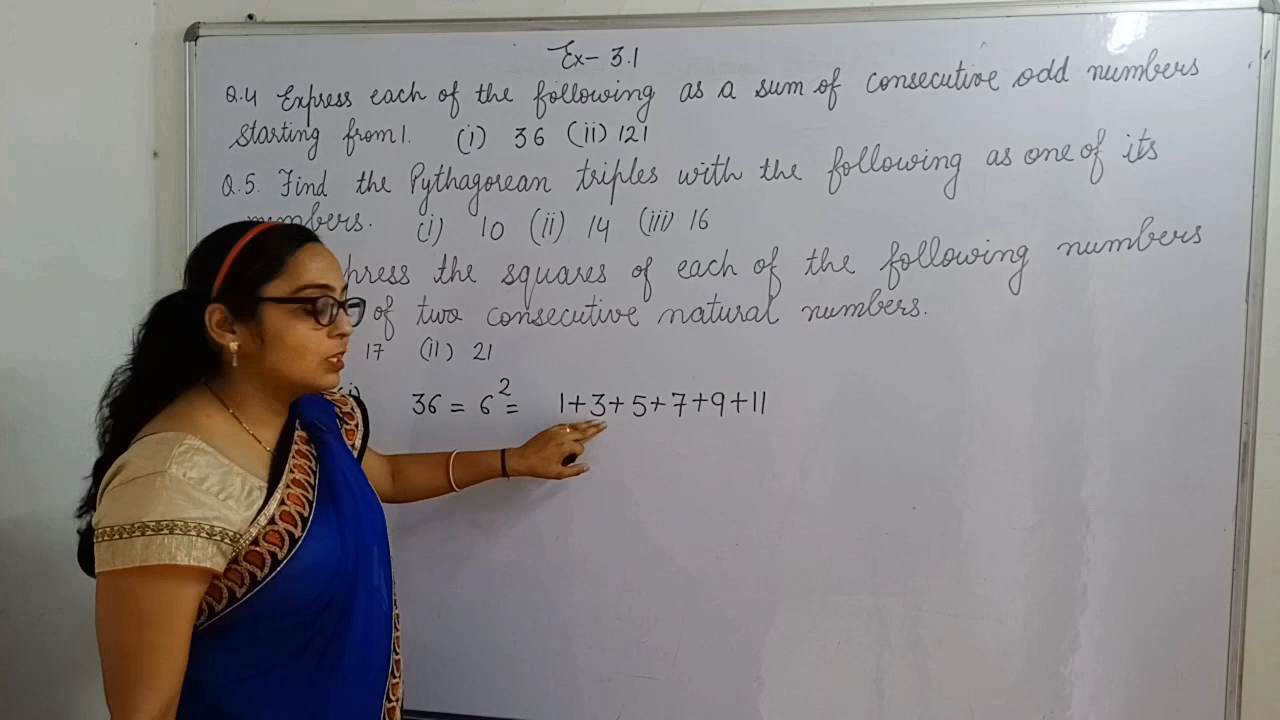 Ex- 3.1
Q.4 Express each of the following as a sum of consecutive odd numbers
starting from 1. (i) 36 (ii) 121
Q.5. Find the Pythagorean triples with the following as one of its
numbers. (i) 10 (ii) 14 (iii) 16
press the squares of each of the following numbers
of two consecutive natural numbers.
17 (II) 21
(i) 36 = 6² = 1+3+5+7+9+11